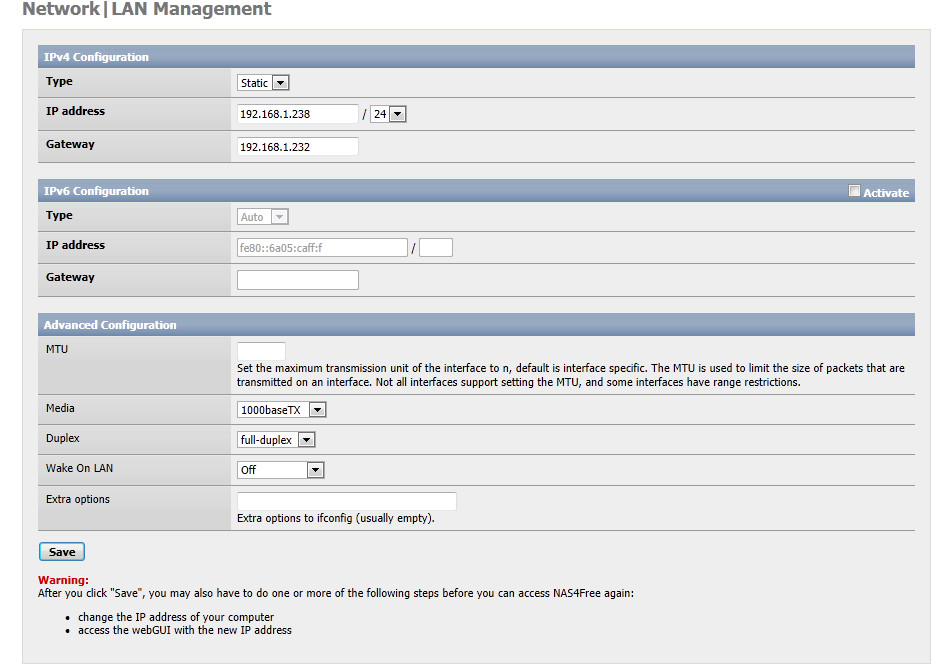 Network|LAN Management
IPv4 Configuration
Type Static
IP address 192.168.1.238 / 24
Gateway 192.168.1.232
IPv6 Configuration Activate
Type Auto
IP address fe80::6a05:caff:f /
Gateway
Advanced Configuration
MTU
Set the maximum transmission unit of the interface to n, default is interface specific. The MTU is used to limit the size of packets that are
transmitted on an interface. Not all interfaces support setting the MTU, and some interfaces have range restrictions.
Media 1000baseTX
Duplex full-duplex
Wake On LAN Off
Extra options
Extra options to ifconfig (usually empty).
Save
Warning:
After you click "Save", you may also have to do one or more of the following steps before you can access NAS4Free again:
• change the IP address of your computer
• access the webGUI with the new IP address